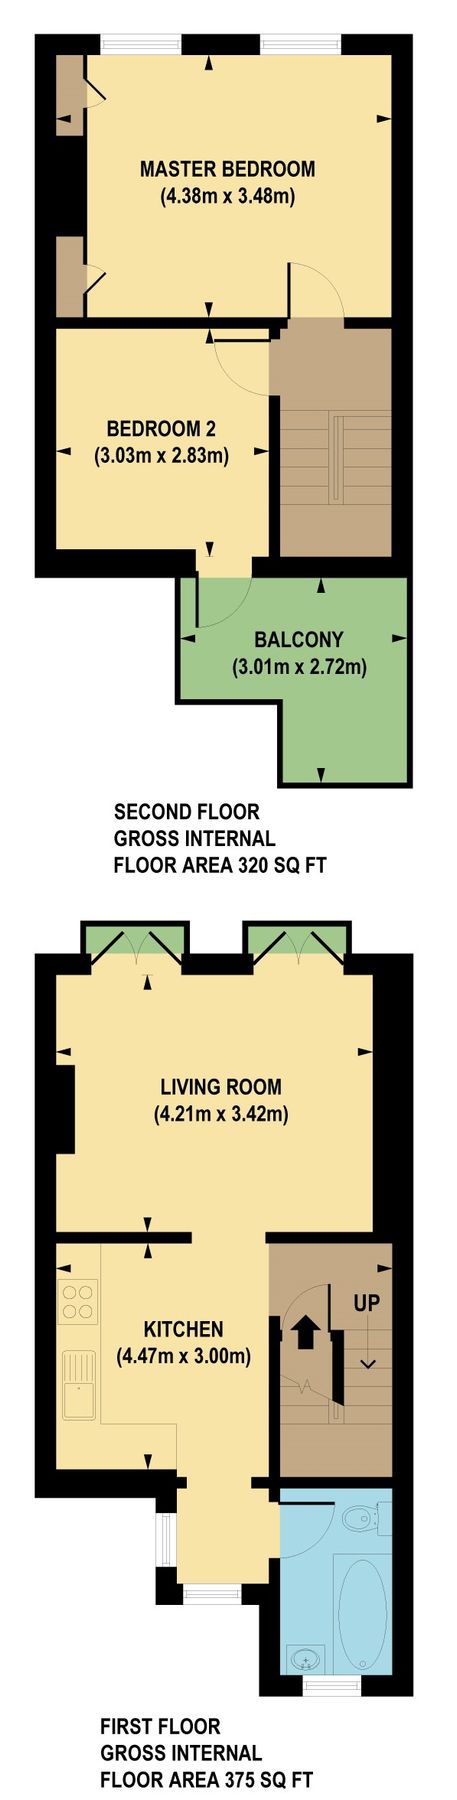 MASTER BEDROOM
(4.38m x 3.48m)
BEDROOM 2
(3.03m x 2.83m)
BALCONY
(3.01m x 2.72m)
SECOND FLOOR
GROSS INTERNAL
FLOOR AREA 320 SQ FT
LIVING ROOM
(4.21m x 3.42m)
UP
KITCHEN
(4.47m x 3.00m)
FIRST FLOOR
GROSS INTERNAL
FLOOR AREA 375 SQ FT